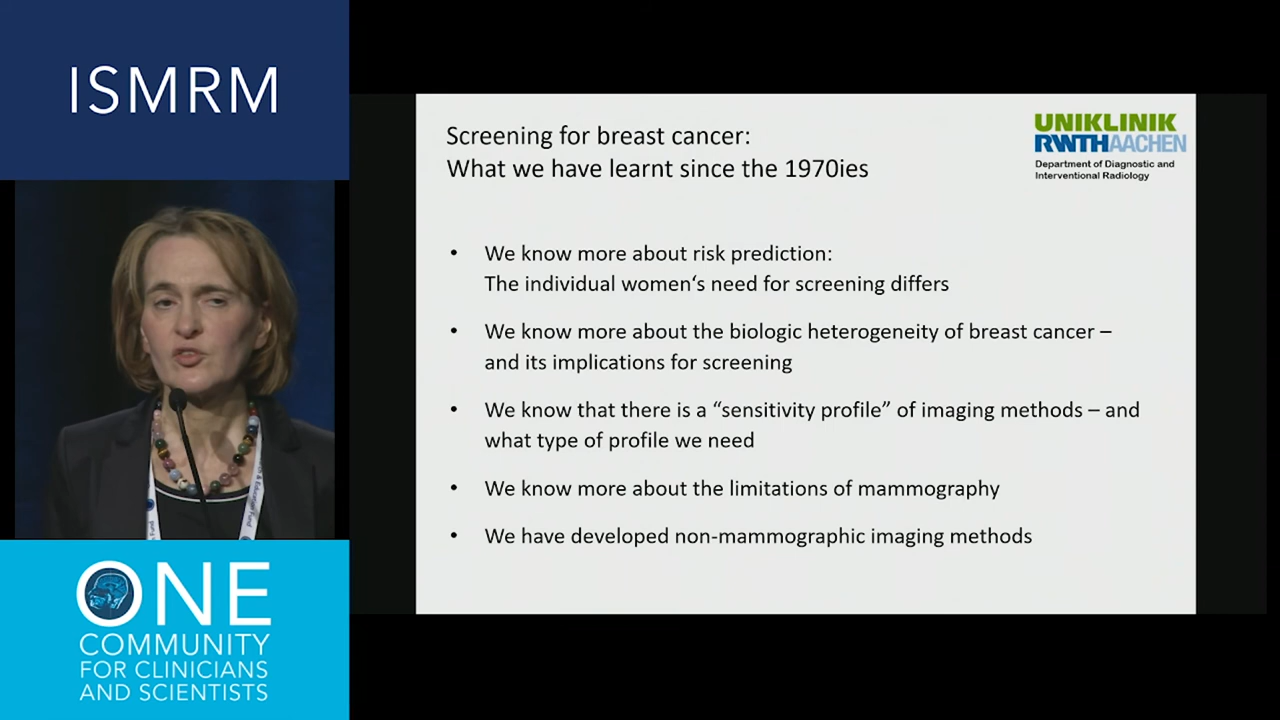 ISMRM
ONE
COMMUNITY
FOR CLINICIANS
AND SCIENTISTS
Screening for breast cancer:
What we have learnt since the 1970ies
UNIKLINIK
RWTHAACHEN
Department of Diagnostic and
Interventional Radiology
• We know more about risk prediction:
The individual women‘s need for screening differs
• We know more about the biologic heterogeneity of breast cancer –
and its implications for screening
• We know that there is a “sensitivity profile” of imaging methods – and
what type of profile we need
• We know more about the limitations of mammography
• We have developed non-mammographic imaging methods